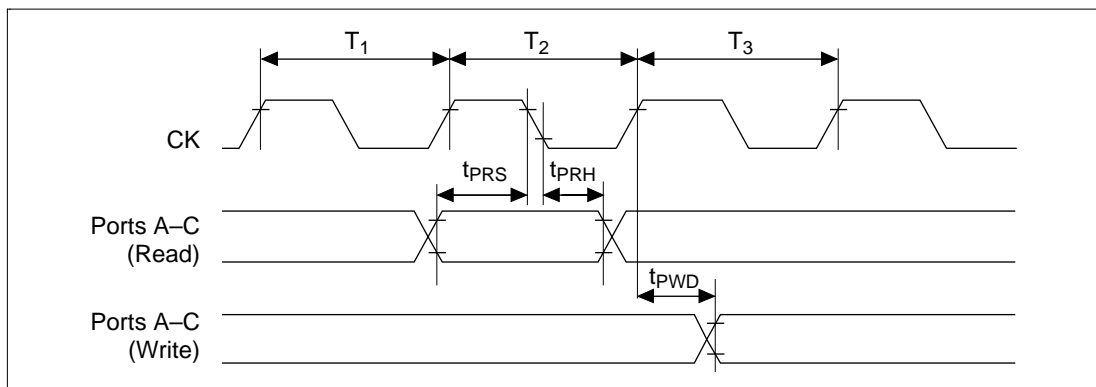 T1 T2 T3
CK
tPRS tPRH
Ports A–C
(Read)
tPWD
Ports A–C
(Write)